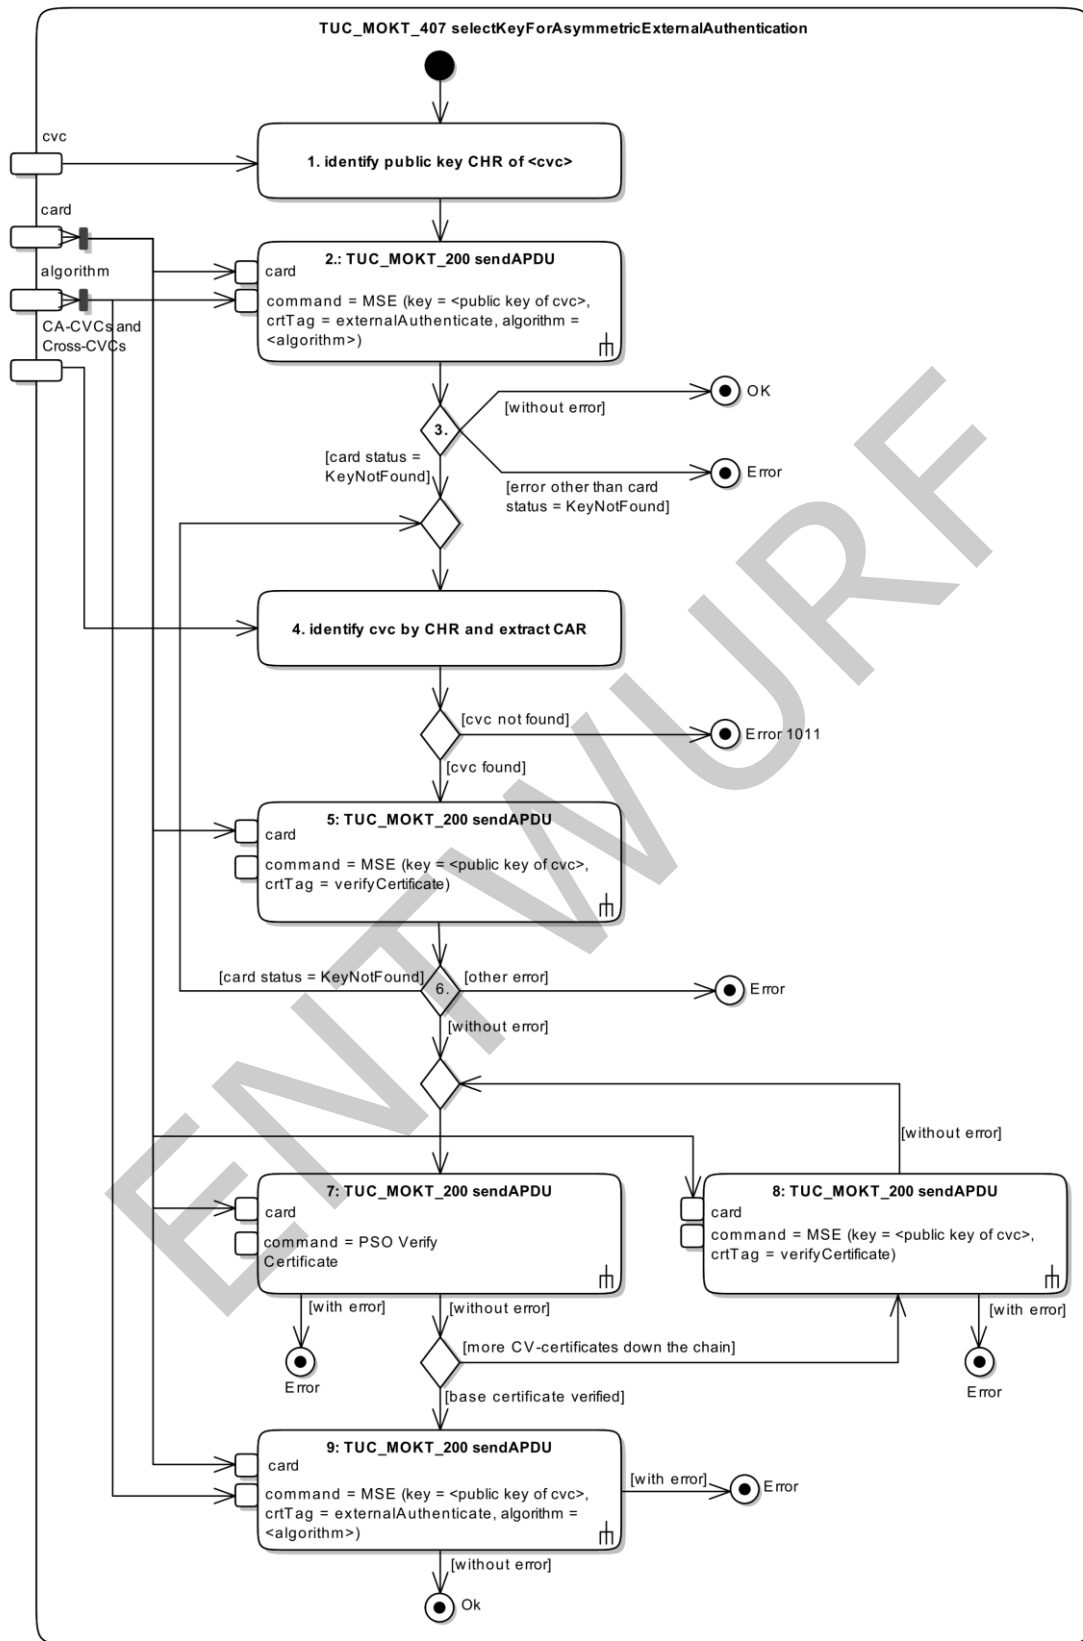 TUC_MOKT_407 selectKeyForAsymmetricExternalAuthentication
cvc
1. identify public key CHR of <cvc>
card
algorithm
CA-CVCs and
Cross-CVCs
2.: TUC_MOKT_200 sendAPDU
card
command = MSE (key = <public key of cvc>,
crtTag = externalAuthenticate, algorithm =
<algorithm>)
3.
[without error]
OK
[card status =
KeyNotFound]
[error other than card
status = KeyNotFound]
Error
4. identify cvc by CHR and extract CAR
[cvc not found]
Error 1011
[cvc found]
5: TUC_MOKT_200 sendAPDU
card
command = MSE (key = <public key of cvc>,
crtTag = verifyCertificate)
[card status = KeyNotFound]
6.
[other error]
Error
[without error]
[without error]
7: TUC_MOKT_200 sendAPDU
card
command = PSO Verify
Certificate
8: TUC_MOKT_200 sendAPDU
card
command = MSE (key = <public key of cvc>,
crtTag = verifyCertificate)
[with error]
[without error]
[with error]
[more CV-certificates down the chain]
Error
Error
[base certificate verified]
9: TUC_MOKT_200 sendAPDU
card
command = MSE (key = <public key of cvc>,
crtTag = externalAuthenticate, algorithm =
<algorithm>)
[with error]
Error
[without error]
Ok
ENTWURF